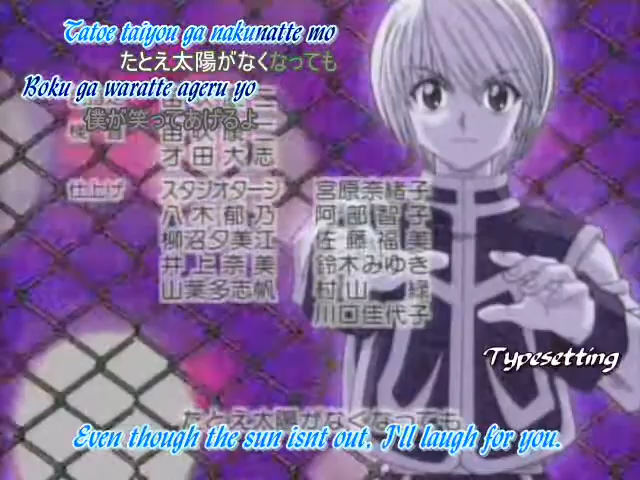 Tatoe taiyou ga nakunatte mo
たとえ太陽がなくなっても
Boku ga waratte ageru yo
僕が笑ってあげるよ
才田大志
仕上げ スタジオタージ 宮原奈緒子
八木郁乃 阿部智子
柳沼夕美江 佐藤福美
井上奈美 鈴木みゆき
山葉多志帆 村山 緑
川口佳代子
Typesetting
たとえ太陽がなくなっても
Even though the sun isnt out, I'll laugh for you.